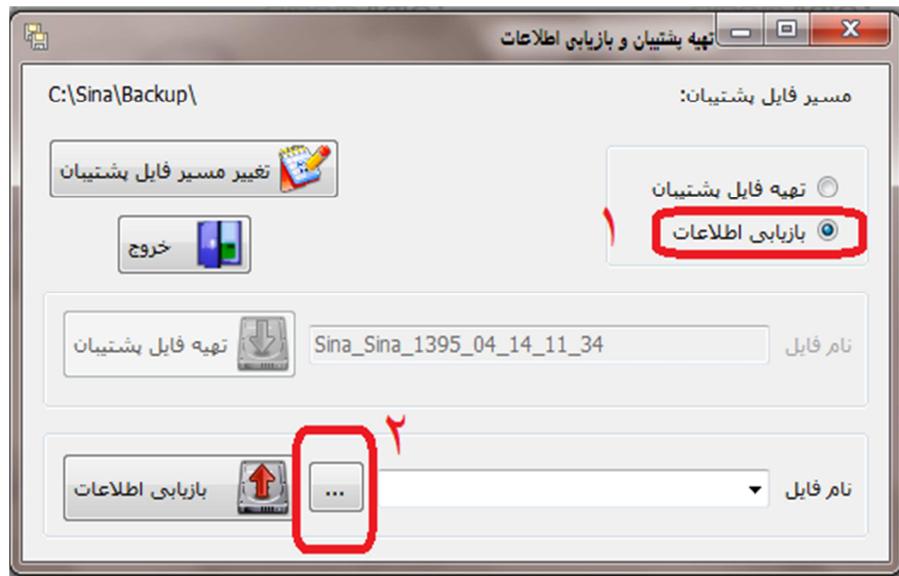 تهیه پشتیبان و بازیابی اطلاعات
مسیر فایل پشتیبان:
C:\Sina\Backup\
تغییر مسیر فایل پشتیبان
تهیه فایل پشتیبان
بازیابی اطلاعات
۱
خروج
نام فایل
Sina_Sina_1395_04_14_11_34
تهیه فایل پشتیبان
۲
نام فایل
...
بازیابی اطلاعات